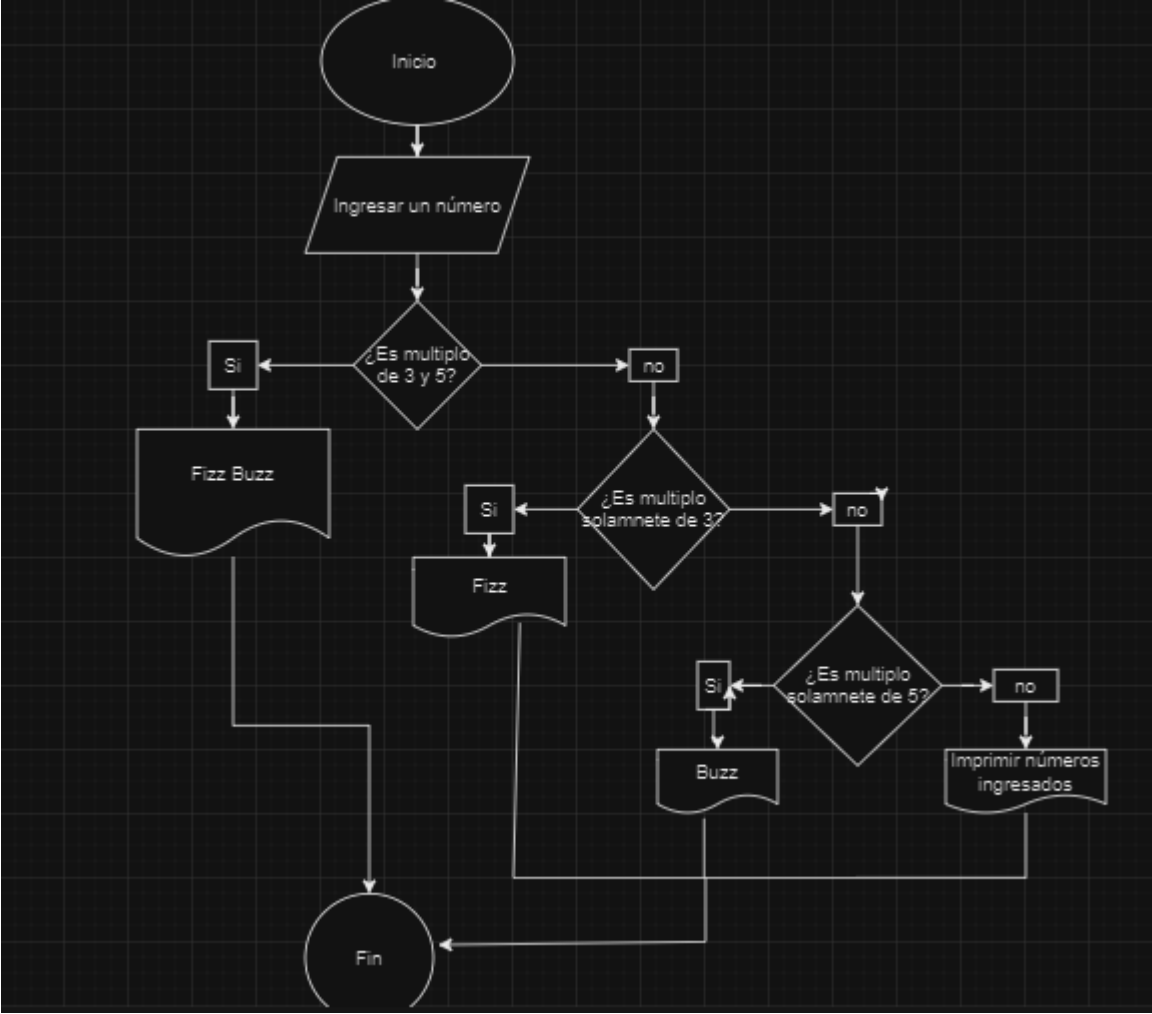 Inicio
Ingresar un número
¿Es multiplo
de 3 y 5?
Si
no
Fizz Buzz
¿Es multiplo
solamnete de 3?
Si
no
Fizz
¿Es multiplo
solamnete de 5?
Si
no
Buzz
Imprimir números
ingresados
Fin